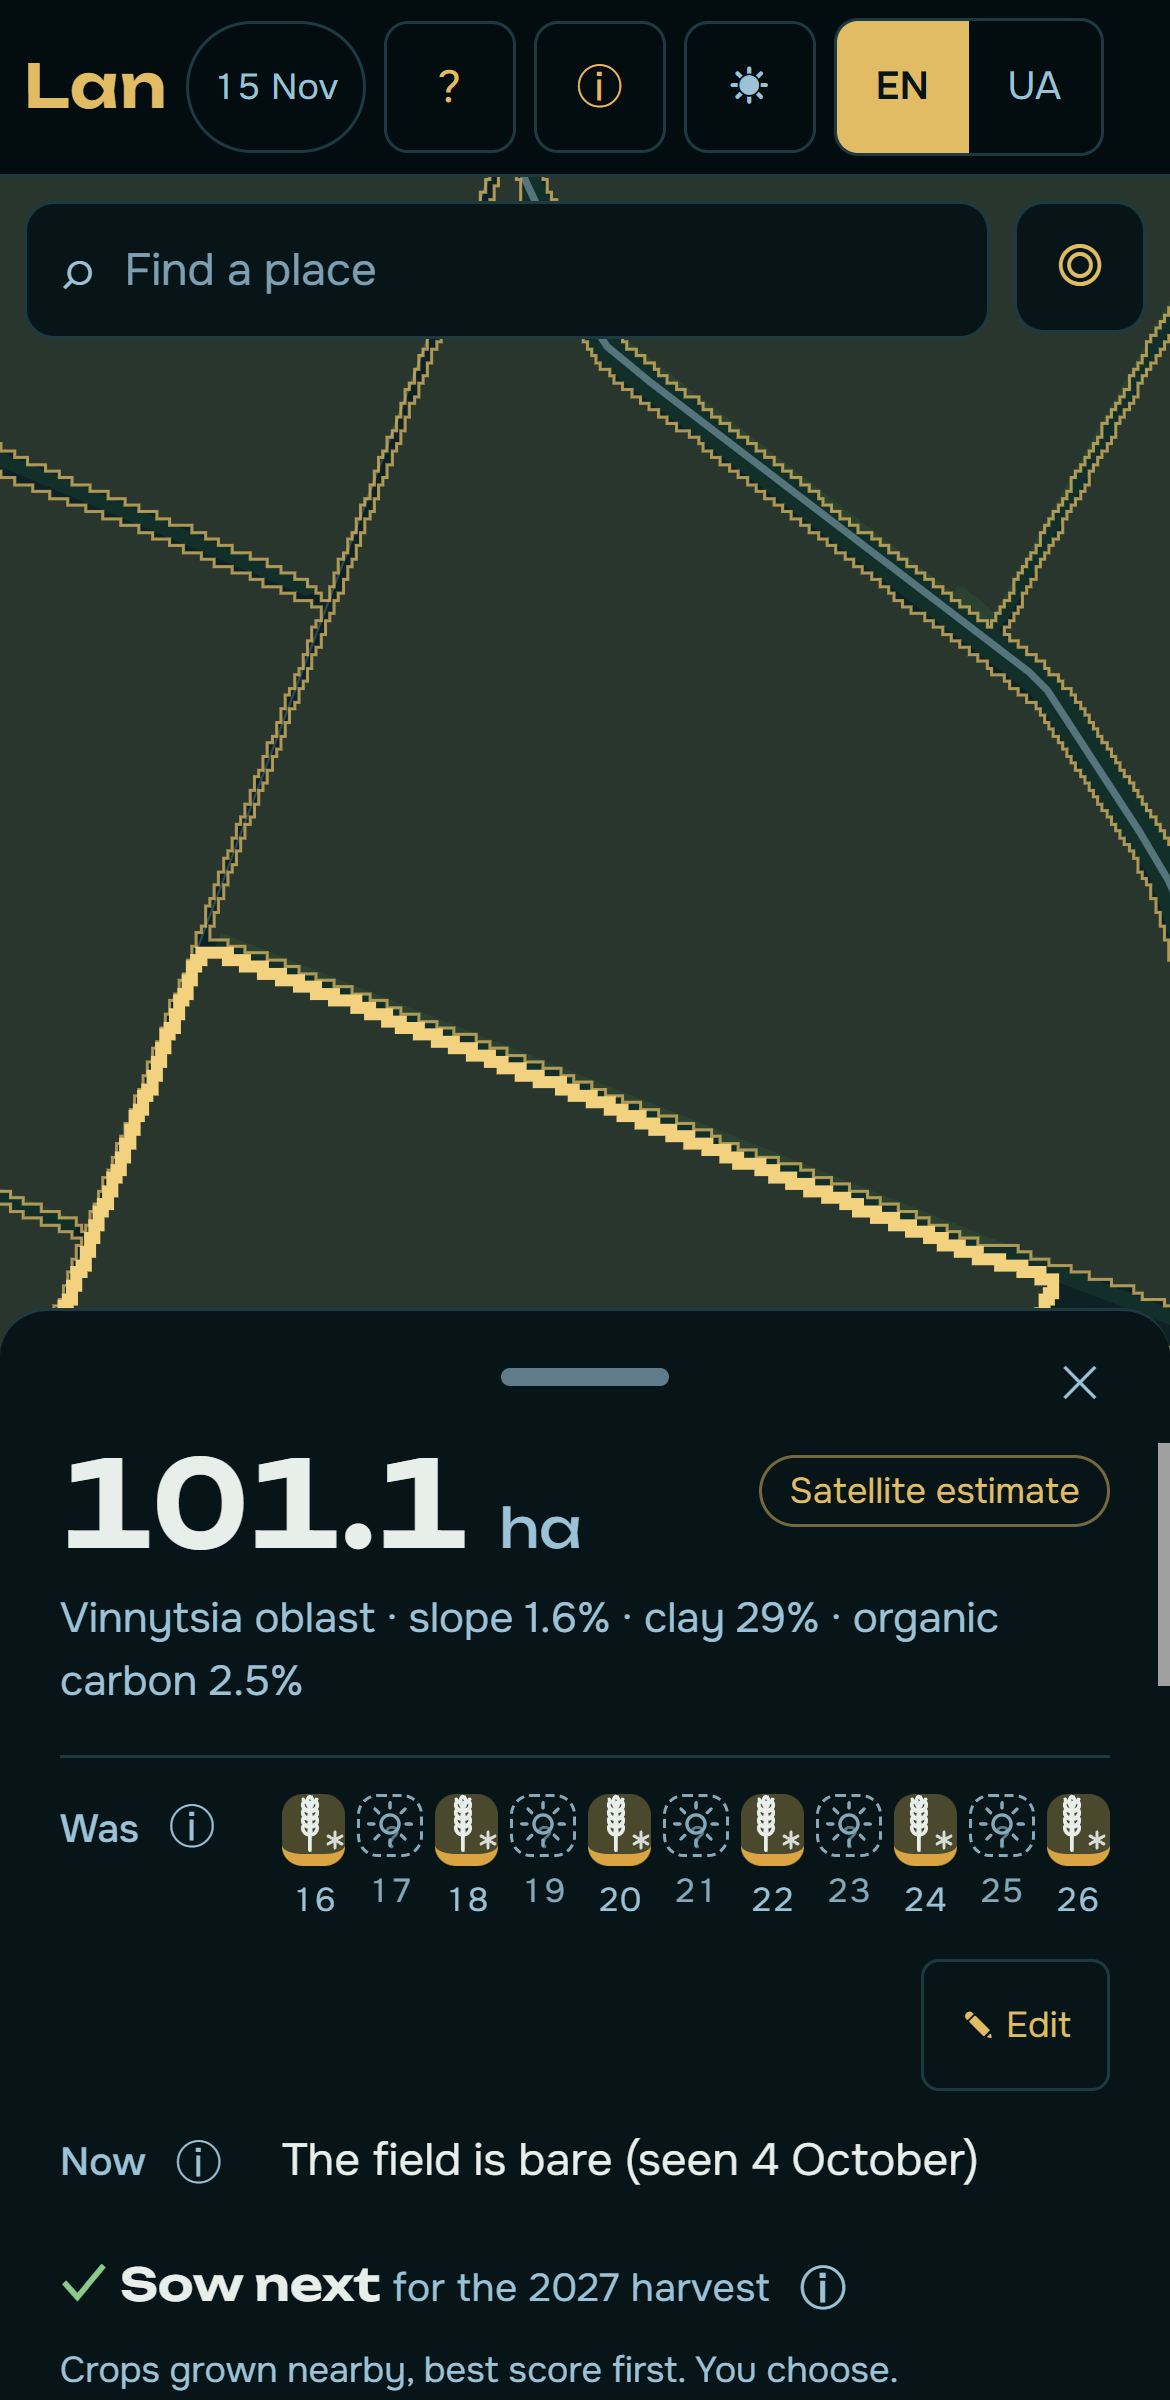 Lan 15 Nov ? i EN UA
Find a place
101.1 ha Satellite estimate
Vinnytsia oblast · slope 1.6% · clay 29% · organic
carbon 2.5%
Was i
16 17 18 19 20 21 22 23 24 25 26
Edit
Now i The field is bare (seen 4 October)
✓ Sow next for the 2027 harvest i
Crops grown nearby, best score first. You choose.